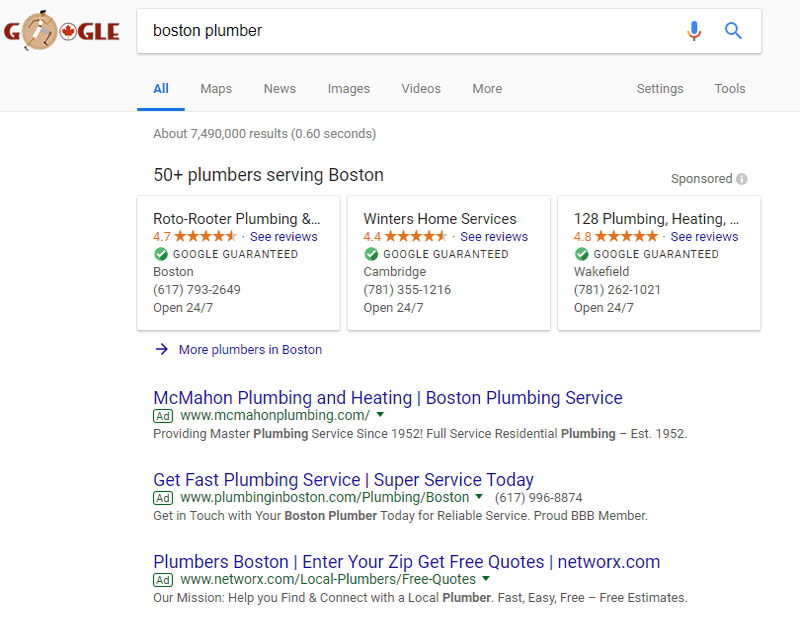 GOOGLE
boston plumber
All Maps News Images Videos More Settings Tools
About 7,490,000 results (0.60 seconds)
50+ plumbers serving Boston
Sponsored
Roto-Rooter Plumbing &...
4.7 · See reviews
GOOGLE GUARANTEED
Boston
(617) 793-2649
Open 24/7
Winters Home Services
4.4 · See reviews
GOOGLE GUARANTEED
Cambridge
(781) 355-1216
Open 24/7
128 Plumbing, Heating, ...
4.8 · See reviews
GOOGLE GUARANTEED
Wakefield
(781) 262-1021
Open 24/7
More plumbers in Boston
McMahon Plumbing and Heating | Boston Plumbing Service
Ad www.mcmahonplumbing.com/
Providing Master Plumbing Service Since 1952! Full Service Residential Plumbing – Est. 1952.
Get Fast Plumbing Service | Super Service Today
Ad www.plumbinginboston.com/Plumbing/Boston (617) 996-8874
Get in Touch with Your Boston Plumber Today for Reliable Service. Proud BBB Member.
Plumbers Boston | Enter Your Zip Get Free Quotes | networx.com
Ad www.networx.com/Local-Plumbers/Free-Quotes
Our Mission: Help you Find & Connect with a Local Plumber. Fast, Easy, Free – Free Estimates.